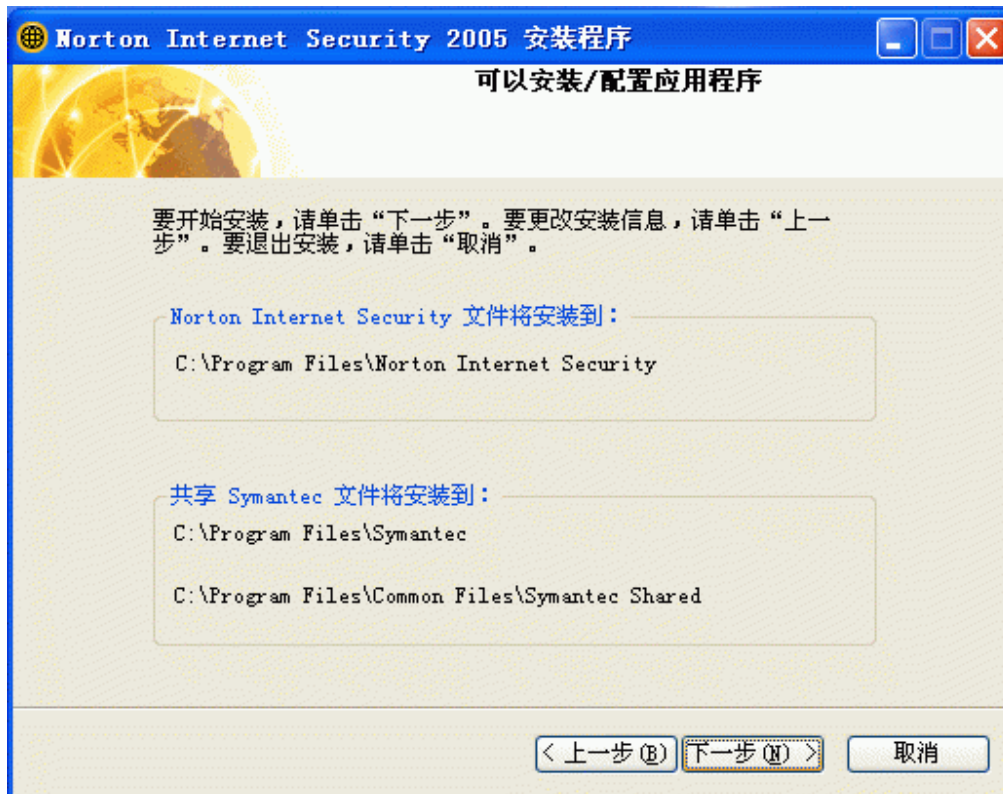 Norton Internet Security 2005 安装程序
可以安装/配置应用程序
要开始安装，请单击“下一步”。要更改安装信息，请单击“上一
步”。要退出安装，请单击“取消”。
Norton Internet Security 文件将安装到：
C:\Program Files\Norton Internet Security
共享 Symantec 文件将安装到：
C:\Program Files\Symantec
C:\Program Files\Common Files\Symantec Shared
< 上一步(B)
下一步(N) >
取消